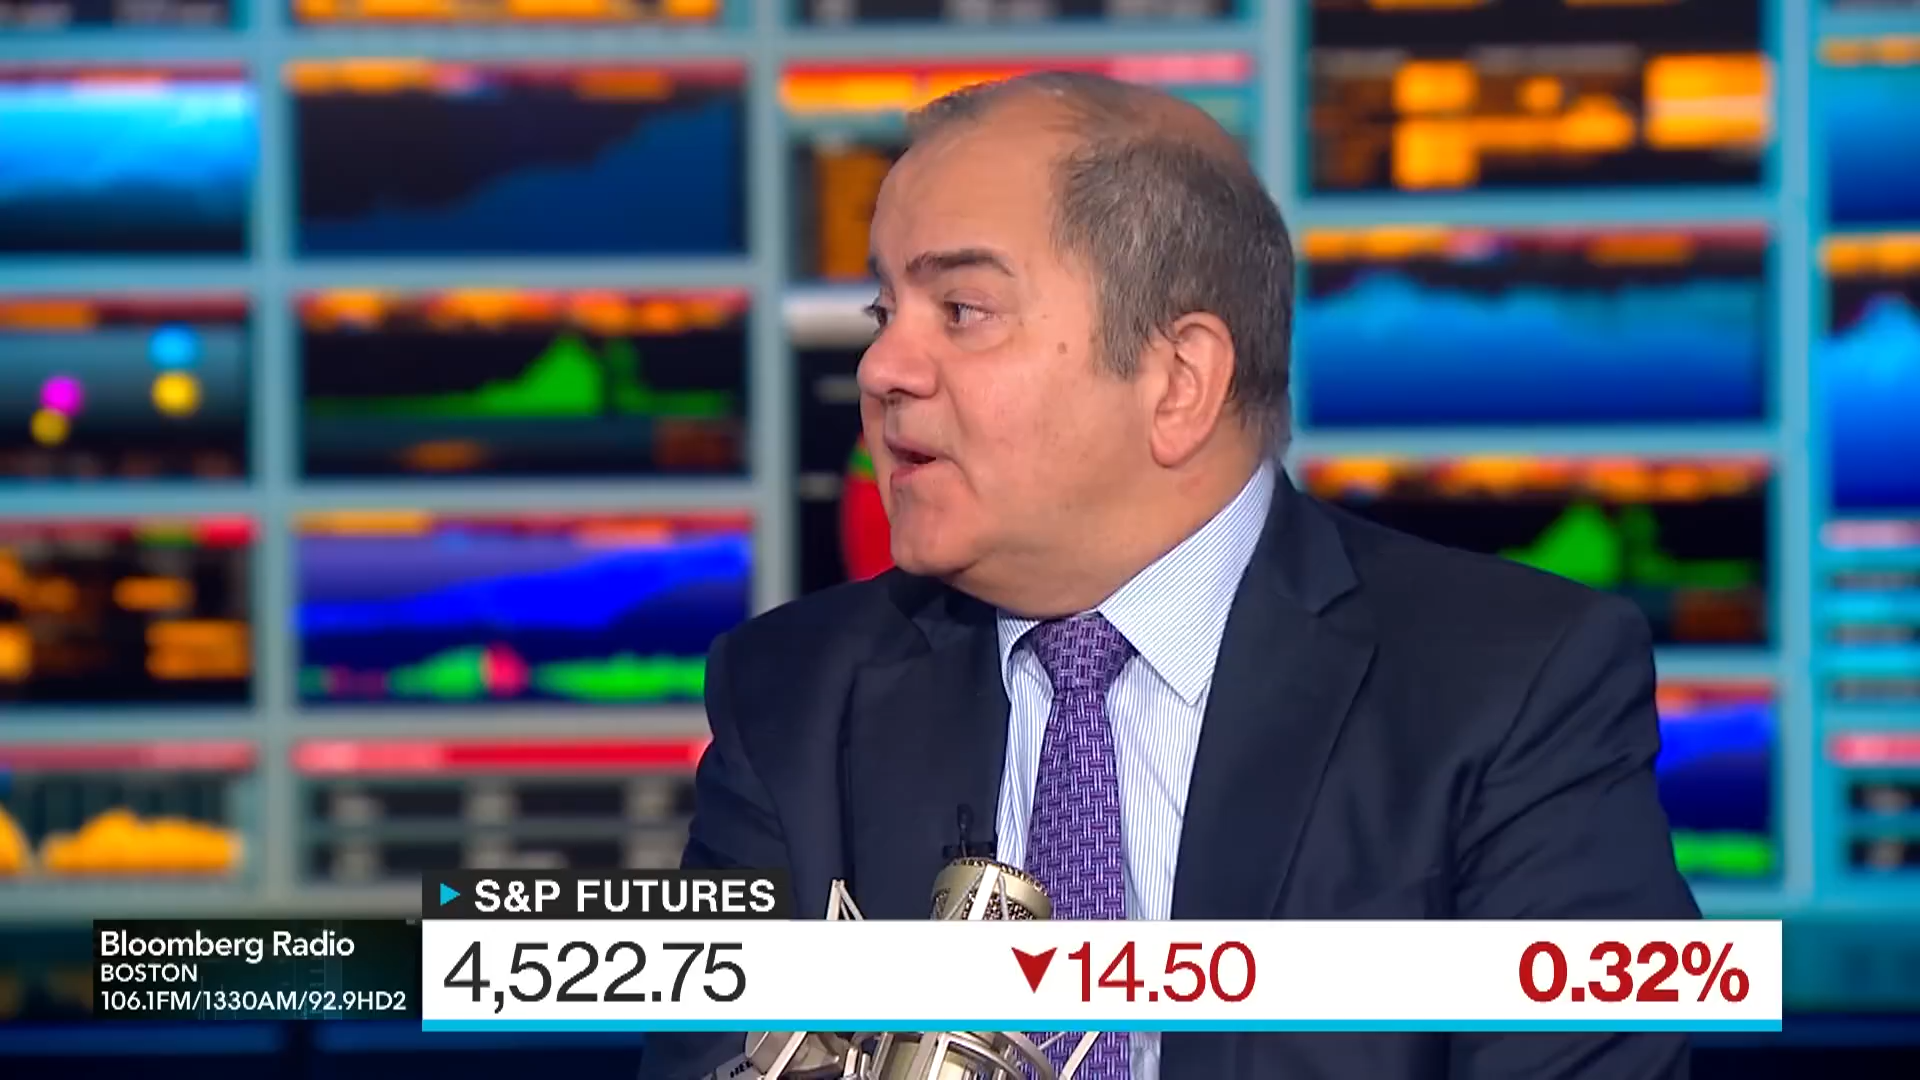 S&P FUTURES
Bloomberg Radio
BOSTON
106.1FM/1330AM/92.9HD2
4,522.75 14.50 0.32%